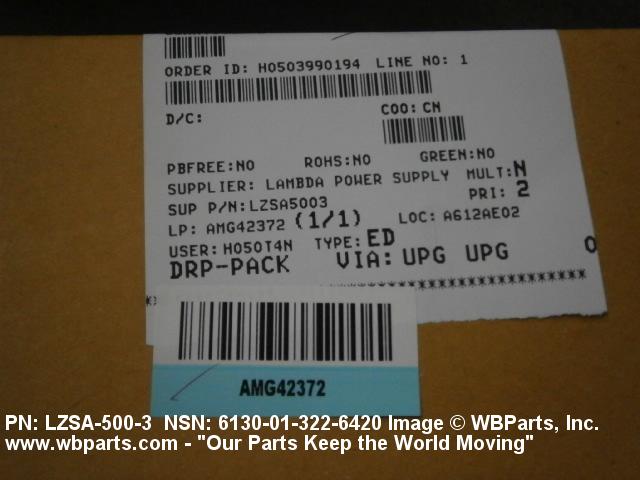 ORDER ID: H0503990194 LINE NO: 1
D/C:
COO: CN
PBFREE:NO ROHS:NO GREEN:NO
SUPPLIER: LAMBDA POWER SUPPLY MULT:N
SUP P/N:LZSA5003 PRI: 2
LP: AMG42372 (1/1) LOC: A612AE02
USER: H050T4N TYPE: ED
DRP-PACK VIA: UPG UPG 0
AMG42372
PN: LZSA-500-3 NSN: 6130-01-322-6420 Image © WBParts, Inc.
www.wbparts.com - "Our Parts Keep the World Moving"